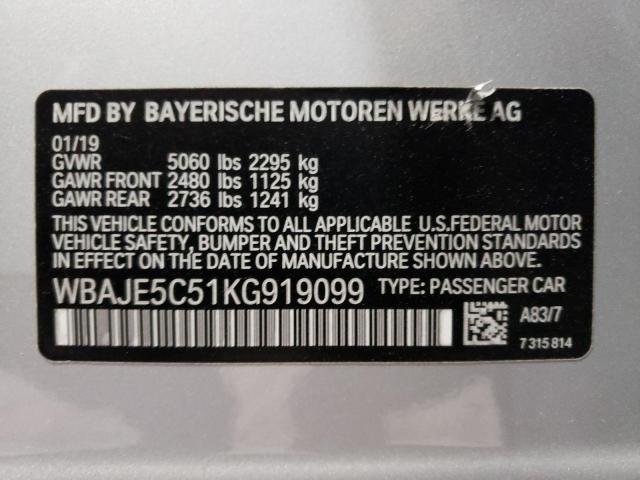 MFD BY BAYERISCHE MOTOREN WERKE AG
01/19
GVWR 5060 lbs 2295 kg
GAWR FRONT 2480 lbs 1125 kg
GAWR REAR 2736 lbs 1241 kg
THIS VEHICLE CONFORMS TO ALL APPLICABLE U.S.FEDERAL MOTOR
VEHICLE SAFETY, BUMPER AND THEFT PREVENTION STANDARDS
IN EFFECT ON THE DATE OF MANUFACTURE SHOWN ABOVE.
WBAJE5C51KG919099 TYPE: PASSENGER CAR
A83/7
7 315 814